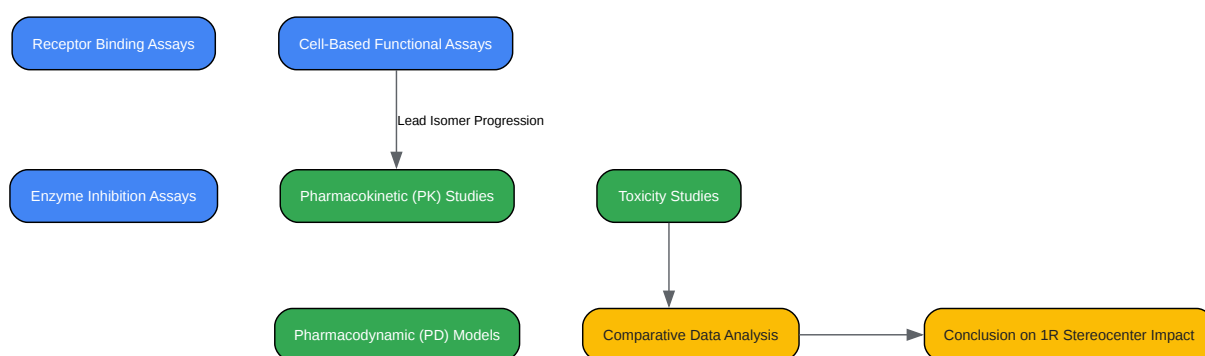 Receptor Binding Assays
Cell-Based Functional Assays
Lead Isomer Progression
Enzyme Inhibition Assays
Pharmacokinetic (PK) Studies
Toxicity Studies
Pharmacodynamic (PD) Models
Comparative Data Analysis
Conclusion on 1R Stereocenter Impact